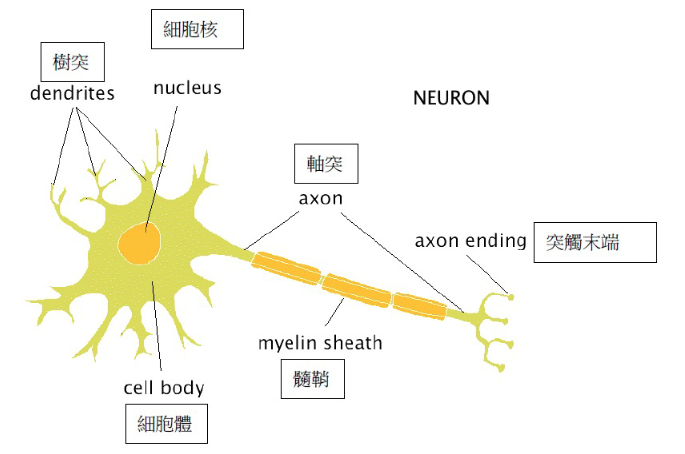 細胞核
樹突
dendrites
nucleus
NEURON
軸突
axon
axon ending
突觸末端
myelin sheath
髓鞘
cell body
細胞體